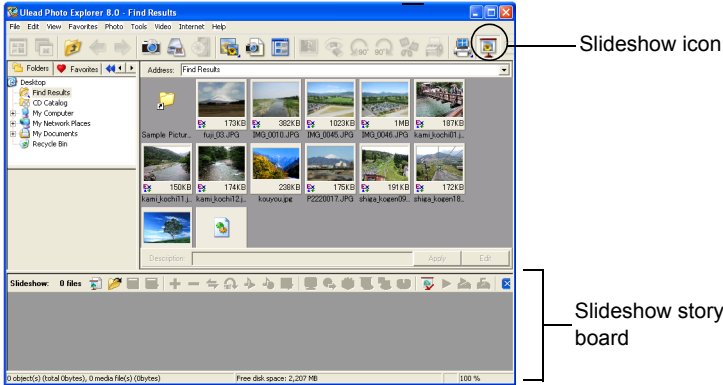 Ulead Photo Explorer 8.0 - Find Results
File Edit View Favorites Photo Tools Video Internet Help
90° 90°
Slideshow icon
Folders Favorites
Address: Find Results
Desktop
Find Results
CD Catalog
My Computer
My Network Places
My Documents
Recycle Bin
173KB 382KB 1023KB 1MB 187KB
Sample Pictur.. fuji_03.JPG IMG_0010.JPG IMG_0045.JPG IMG_0046.JPG kami_kochi01.j..
150KB 174KB 238KB 175KB 191KB 172KB
kami_kochi11.j.. kami_kochi12.j.. kouyou.jpg P2220017.JPG shiga_kogen09.. shiga_kogen18..
Description: Apply Edit
Slideshow: 0 files
Slideshow story
board
0 object(s) (total 0bytes), 0 media file(s) (0bytes) Free disk space: 2,207 MB 100 %